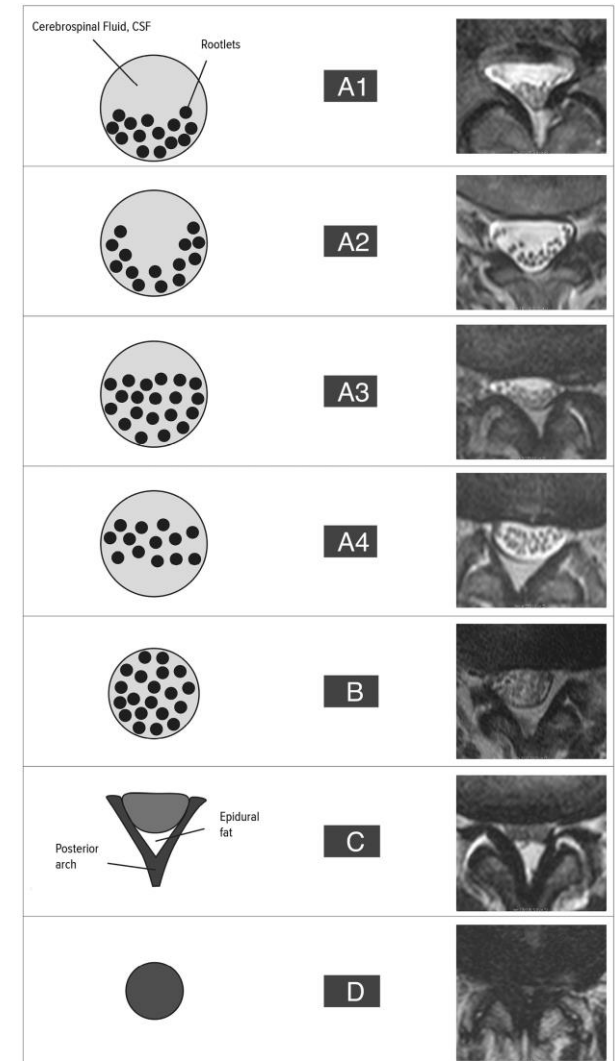 Cerebrospinal Fluid, CSF
Rootlets
A1
A2
A3
A4
B
Epidural
fat
Posterior
arch
C
D